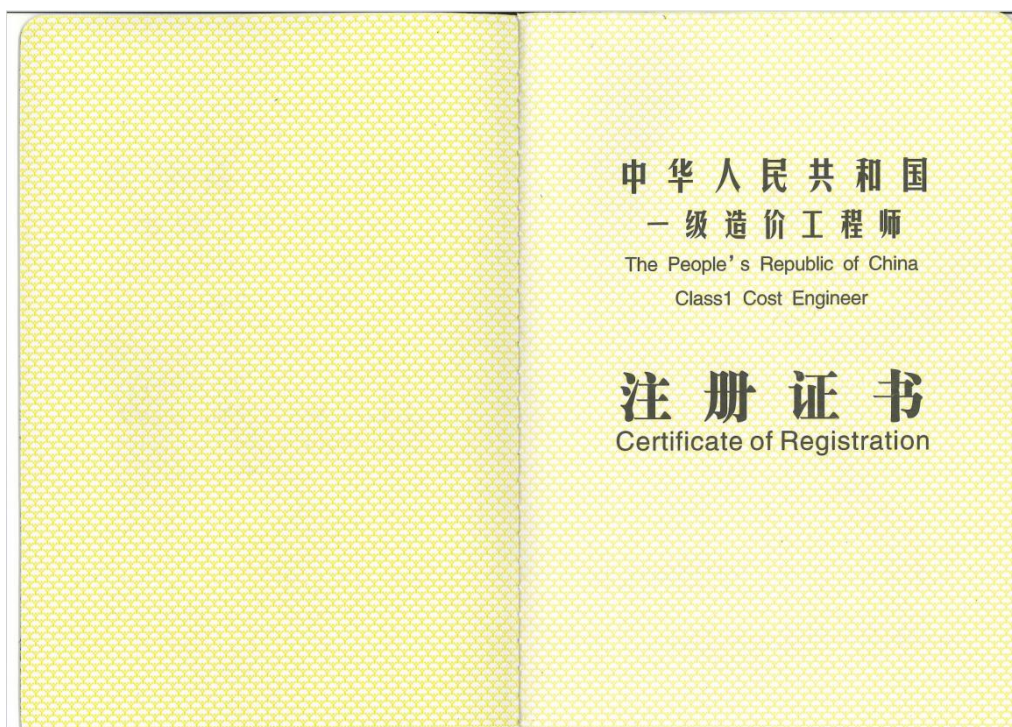 中华人民共和国
一级造价工程师
The People's Republic of China
Class1 Cost Engineer
注册证书
Certificate of Registration